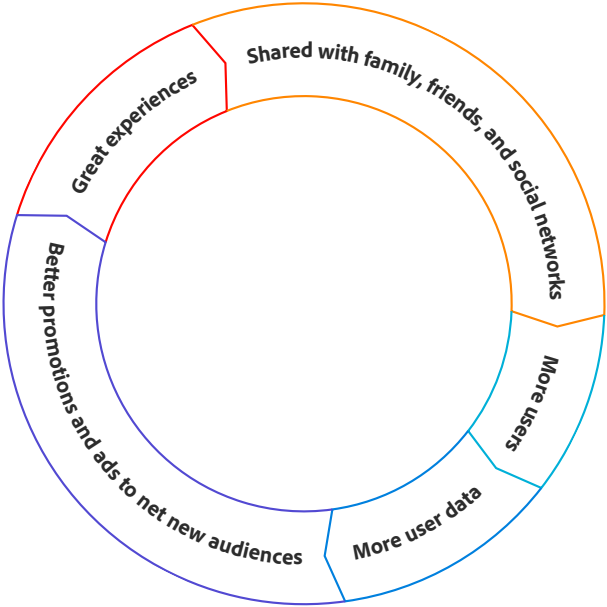 Great experiences
Shared with family, friends, and social networks
More users
More user data
Better promotions and ads to net new audiences